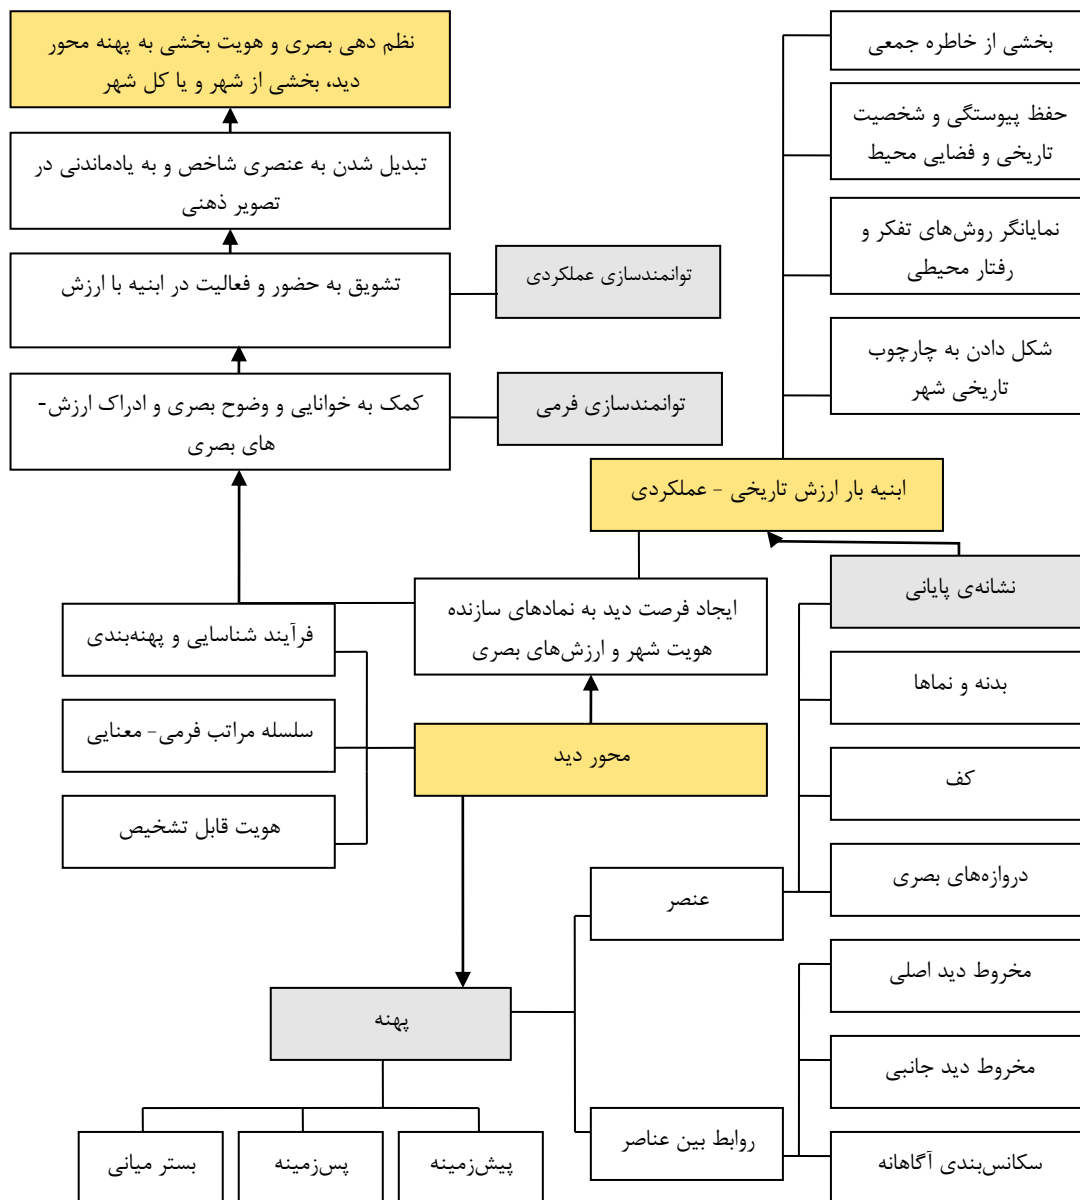 بخشی از خاطره جمعی
حفظ پیوستگی و شخصیت
تاریخی و فضایی محیط
نمایانگر روش‌های تفکر و
رفتار محیطی
شکل دادن به چارچوب
تاریخی شهر
نظم دهی بصری و هویت بخشی به پهنه محور
دید، بخشی از شهر و یا کل شهر
تبدیل شدن به عنصری شاخص و به یادماندنی در
تصویر ذهنی
تشویق به حضور و فعالیت در ابنیه با ارزش
توانمندسازی عملکردی
کمک به خوانایی و وضوح بصری و ادراک ارزش-
های بصری
توانمندسازی فرمی
ابنیه بار ارزش تاریخی - عملکردی
نشانه‌ی پایانی
بدنه و نماها
کف
دروازه‌های بصری
ایجاد فرصت دید به نمادهای سازنده
هویت شهر و ارزش‌های بصری
محور دید
فرآیند شناسایی و پهنه‌بندی
سلسله مراتب فرمی- معنایی
هویت قابل تشخیص
عنصر
مخروط دید اصلی
مخروط دید جانبی
سکانس‌بندی آگاهانه
روابط بین عناصر
پهنه
پیش‌زمینه
پس‌زمینه
بستر میانی